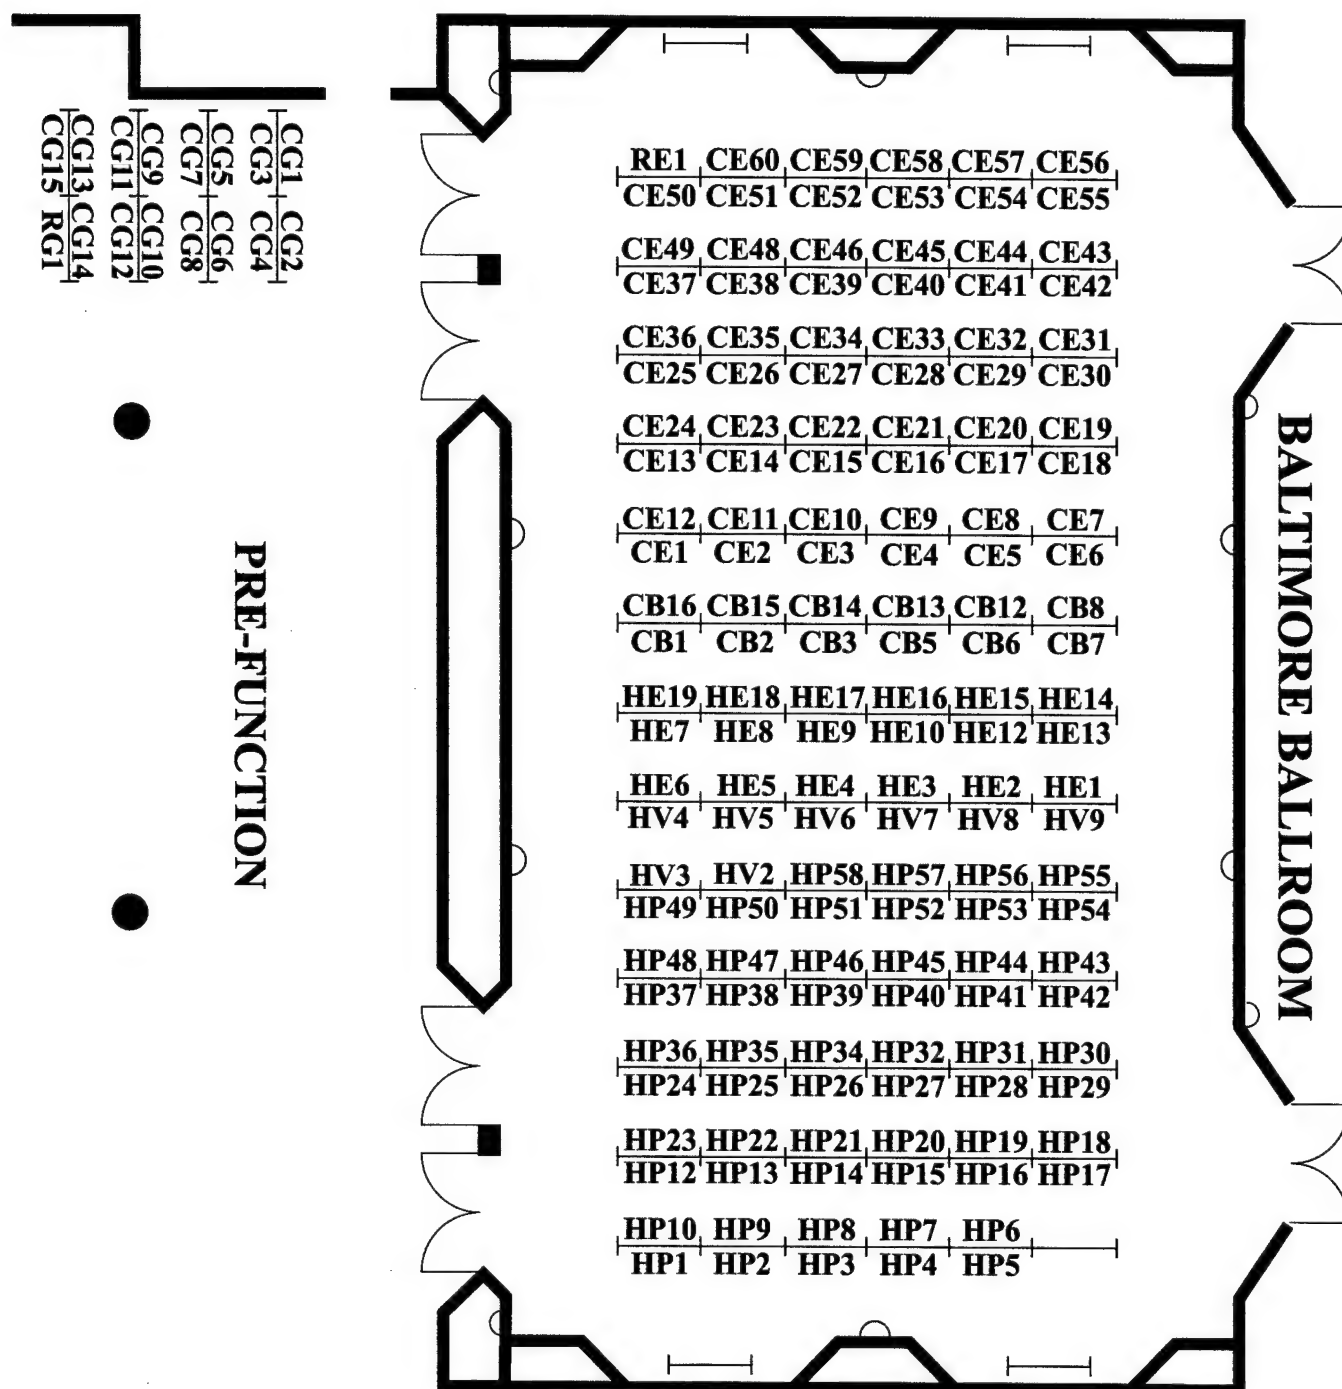 RE1 CE60 CE59 CE58 CE57 CE56
CE50 CE51 CE52 CE53 CE54 CE55
CE49 CE48 CE46 CE45 CE44 CE43
CE37 CE38 CE39 CE40 CE41 CE42
CE36 CE35 CE34 CE33 CE32 CE31
CE25 CE26 CE27 CE28 CE29 CE30
CE24 CE23 CE22 CE21 CE20 CE19
CE13 CE14 CE15 CE16 CE17 CE18
CE12 CE11 CE10 CE9 CE8 CE7
CE1 CE2 CE3 CE4 CE5 CE6
CB16 CB15 CB14 CB13 CB12 CB8
CB1 CB2 CB3 CB5 CB6 CB7
HE19 HE18 HE17 HE16 HE15 HE14
HE7 HE8 HE9 HE10 HE12 HE13
HE6 HE5 HE4 HE3 HE2 HE1
HV4 HV5 HV6 HV7 HV8 HV9
HV3 HV2 HP58 HP57 HP56 HP55
HP49 HP50 HP51 HP52 HP53 HP54
HP48 HP47 HP46 HP45 HP44 HP43
HP37 HP38 HP39 HP40 HP41 HP42
HP36 HP35 HP34 HP32 HP31 HP30
HP24 HP25 HP26 HP27 HP28 HP29
HP23 HP22 HP21 HP20 HP19 HP18
HP12 HP13 HP14 HP15 HP16 HP17
HP10 HP9 HP8 HP7 HP6
HP1 HP2 HP3 HP4 HP5
CG1 CG2
CG3 CG4
CG5 CG6
CG7 CG8
CG9 CG10
CG11 CG12
CG13 CG14
CG15 RG1
PRE-FUNCTION
BALTIMORE BALLROOM